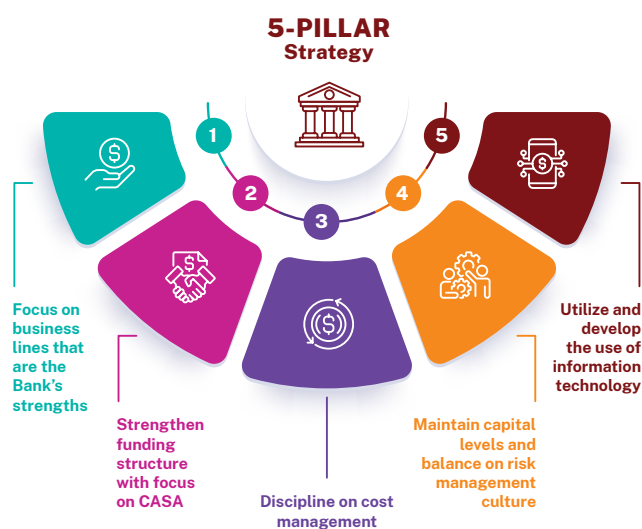 5-PILLAR
Strategy
1
2
3
4
5
$
$
$
$
Focus on
business
lines that
are the
Bank's
strengths
Strengthen
funding
structure
with focus
on CASA
Discipline on cost
management
Maintain capital
levels and
balance on risk
management
culture
Utilize and
develop
the use of
information
technology